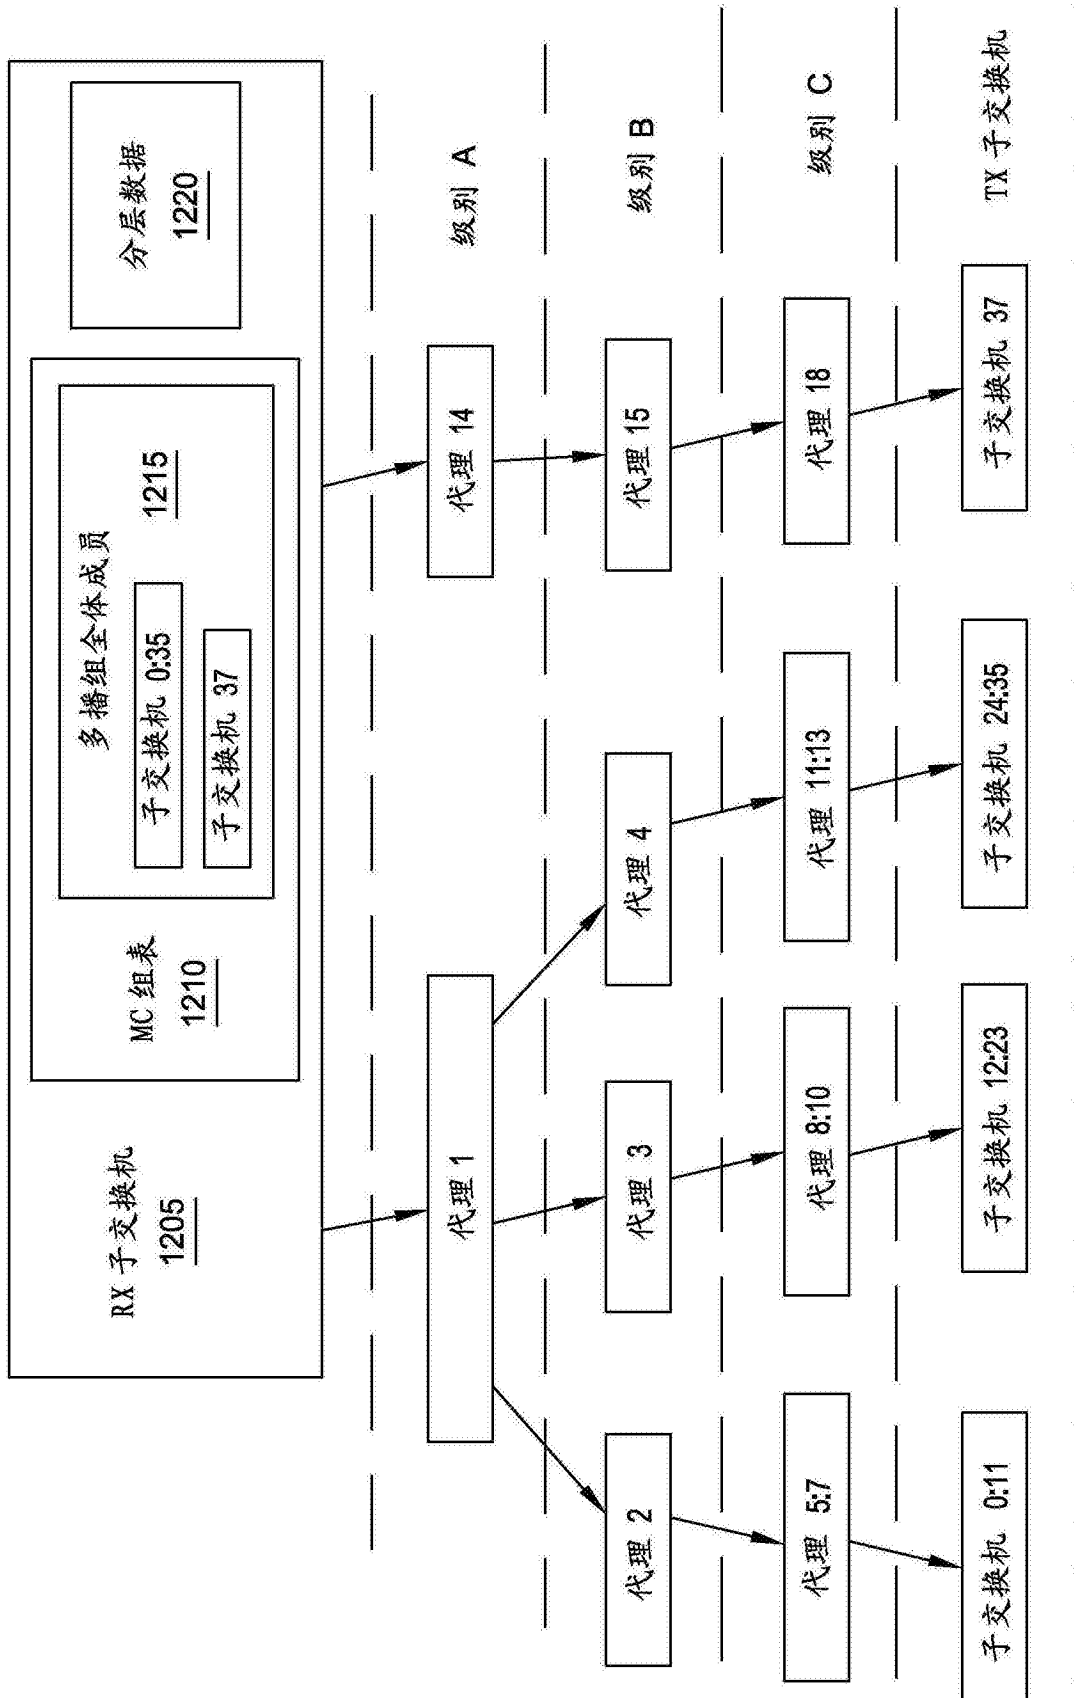 RX 子交换机
1205
MC 组表
1210
多播组全体成员
1215
子交换机 0:35
子交换机 37
分层数据
1220
级别 A
代理 1
代理 14
级别 B
代理 2
代理 3
代理 4
代理 15
级别 C
代理 5:7
代理 8:10
代理 11:13
代理 18
TX 子交换机
子交换机 0:11
子交换机 12:23
子交换机 24:35
子交换机 37